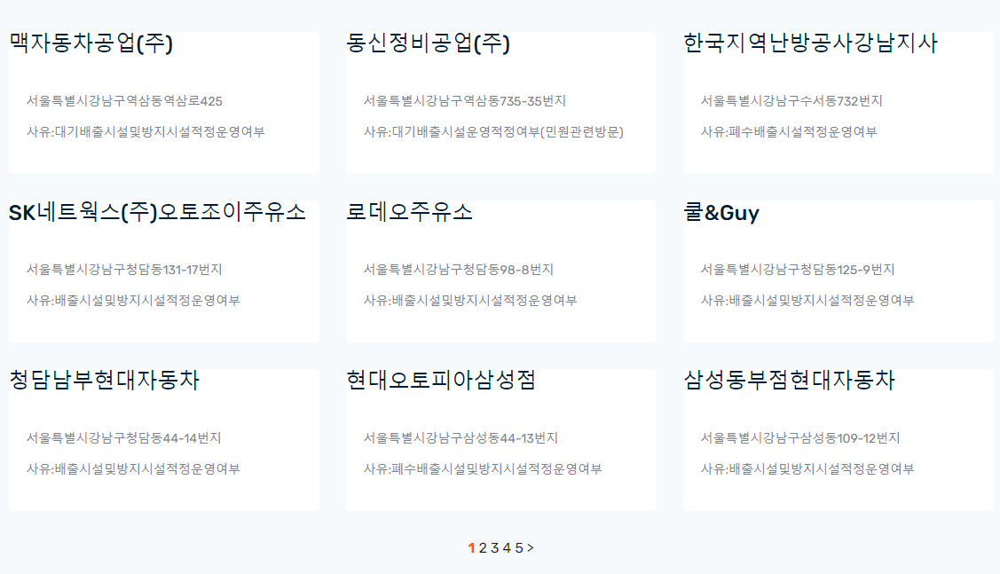 맥자동차공업(주)
서울특별시강남구역삼동역삼로425
사유:대기배출시설및방지시설적정운영여부
동신정비공업(주)
서울특별시강남구역삼동735-35번지
사유:대기배출시설운영적정여부(민원관련방문)
한국지역난방공사강남지사
서울특별시강남구수서동732번지
사유:폐수배출시설적정운영여부
SK네트웍스(주)오토조이주유소
서울특별시강남구청담동131-17번지
사유:배출시설및방지시설적정운영여부
로데오주유소
서울특별시강남구청담동98-8번지
사유:배출시설및방지시설적정운영여부
쿨&Guy
서울특별시강남구청담동125-9번지
사유:배출시설및방지시설적정운영여부
청담남부현대자동차
서울특별시강남구청담동44-14번지
사유:배출시설및방지시설적정운영여부
현대오토피아삼성점
서울특별시강남구삼성동44-13번지
사유:폐수배출시설및방지시설적정운영여부
삼성동부점현대자동차
서울특별시강남구삼성동109-12번지
사유:배출시설및방지시설적정운영여부
1 2 3 4 5 >